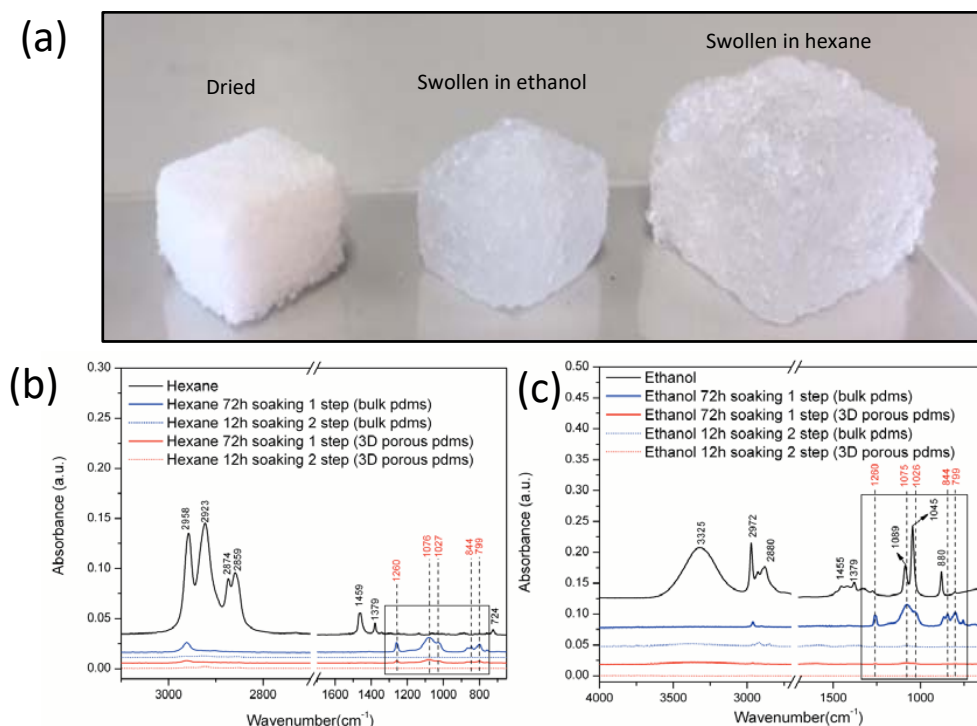 (a)
Dried
Swollen in ethanol
Swollen in hexane
(b)
0.30
0.25
0.20
0.15
0.10
0.05
0.00
Absorbance (a.u.)
Hexane
Hexane 72h soaking 1 step (bulk pdms)
Hexane 12h soaking 2 step (bulk pdms)
Hexane 72h soaking 1 step (3D porous pdms)
Hexane 12h soaking 2 step (3D porous pdms)
2958
2923
2874
2859
1459
1379
1260
1076
1027
844
799
724
3000
2800
1600
1400
1200
1000
800
Wavenumber(cm-1)
(c)
0.50
0.45
0.40
0.35
0.30
0.25
0.20
0.15
0.10
0.05
0.00
Absorbance (a.u.)
Ethanol
Ethanol 72h soaking 1 step (bulk pdms)
Ethanol 72h soaking 1 step (3D porous pdms)
Ethanol 12h soaking 2 step (bulk pdms)
Ethanol 12h soaking 2 step (3D porous pdms)
3325
2972
2880
1455
1379
1260
1089
1075
1026
1045
880
844
799
4000
3500
3000
1500
1000
Wavenumber(cm-1)